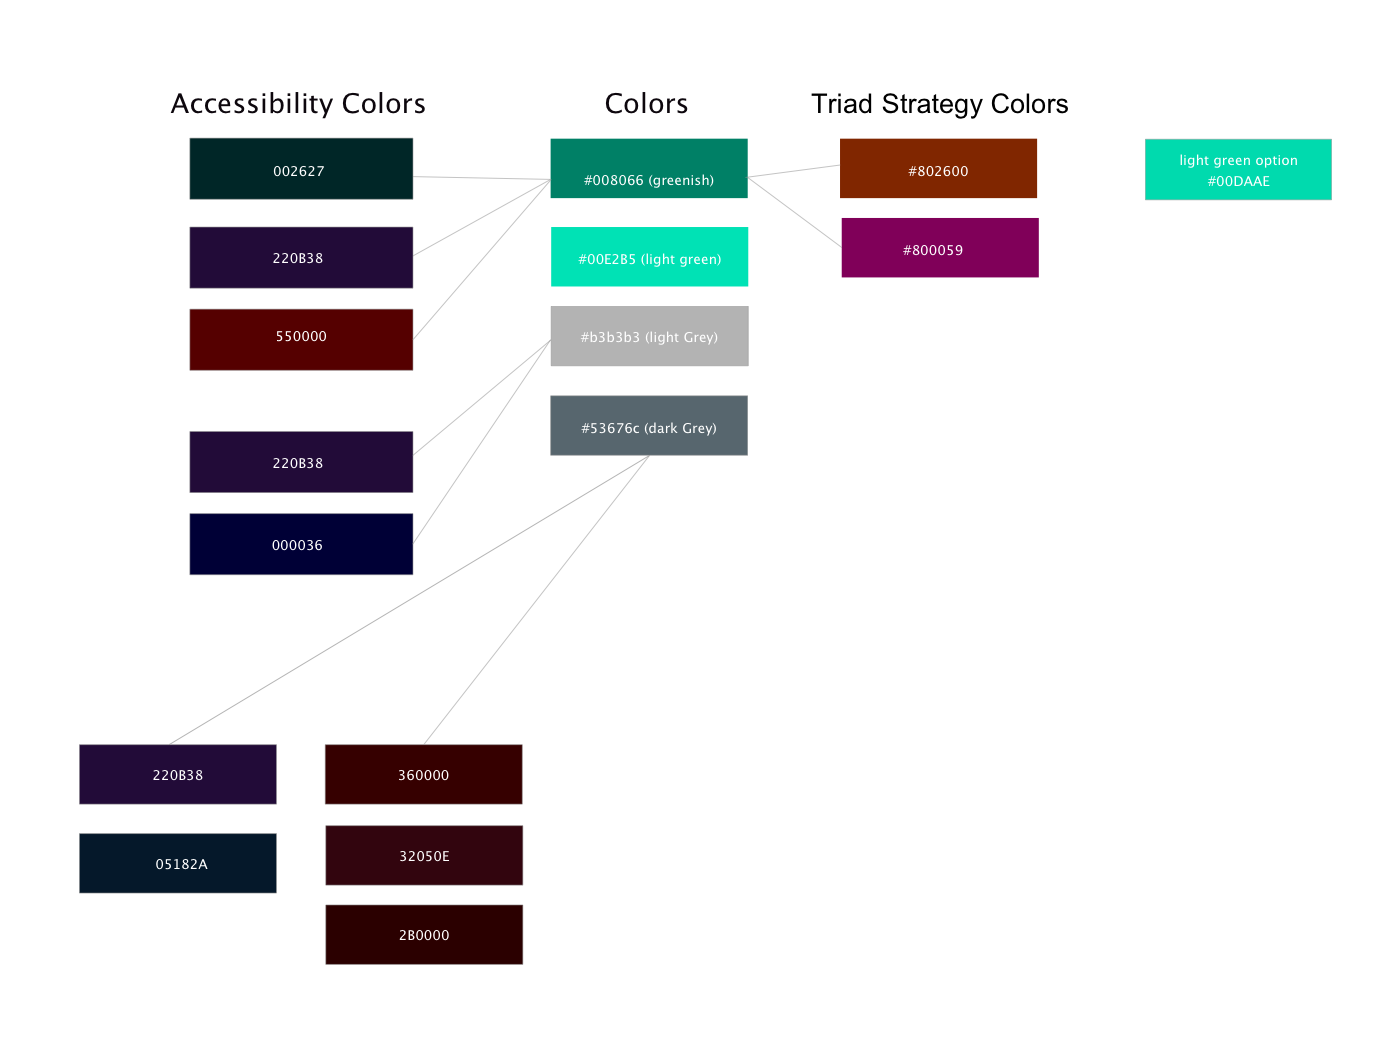 Accessibility Colors
Colors
Triad Strategy Colors
002627
#008066 (greenish)
#802600
light green option
#00DAAE
220B38
#00E2B5 (light green)
#800059
550000
#b3b3b3 (light Grey)
#53676c (dark Grey)
220B38
000036
220B38
360000
05182A
32050E
2B0000